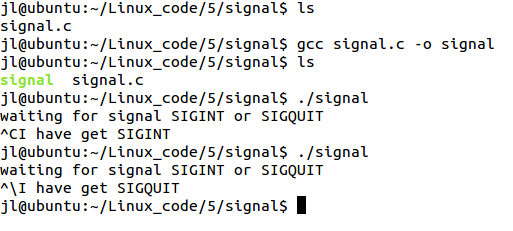 jl@ubuntu:~/Linux_code/5/signal$ ls
signal.c
jl@ubuntu:~/Linux_code/5/signal$ gcc signal.c -o signal
jl@ubuntu:~/Linux_code/5/signal$ ls
signal  signal.c
jl@ubuntu:~/Linux_code/5/signal$ ./signal
waiting for signal SIGINT or SIGQUIT
^CI have get SIGINT
jl@ubuntu:~/Linux_code/5/signal$ ./signal
waiting for signal SIGINT or SIGQUIT
^\I have get SIGQUIT
jl@ubuntu:~/Linux_code/5/signal$